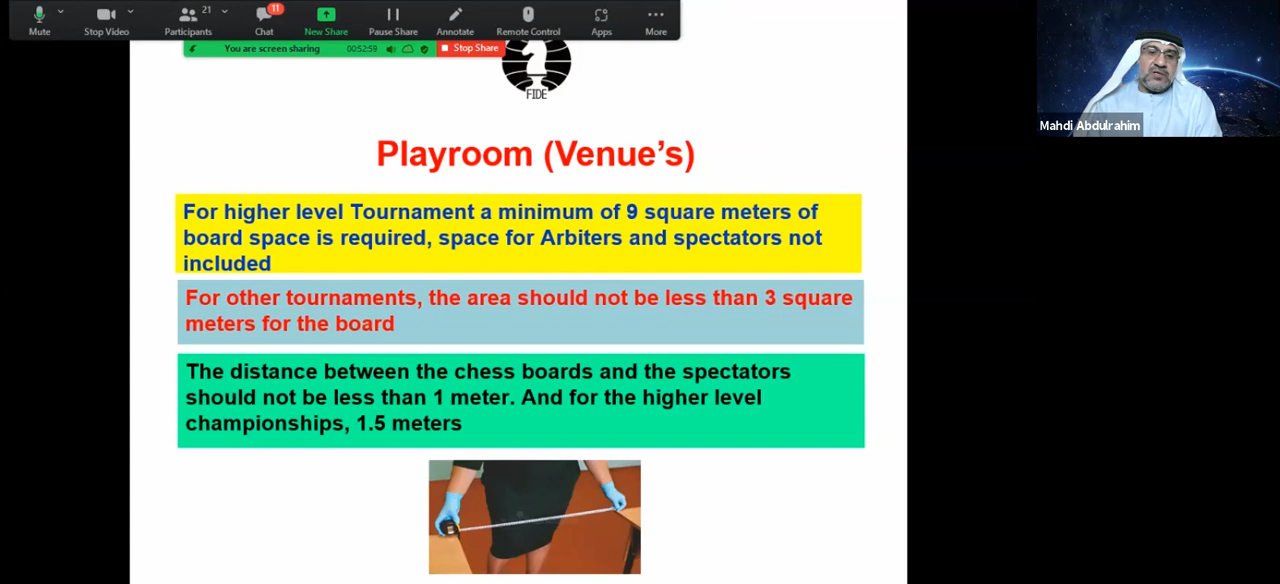 21
11
Mute
Stop Video
Participants
Chat
New Share
Pause Share
Annotate
Remote Control
Apps
More
You are screen sharing
00:52:59
Stop Share
FIDE
Mahdi Abdulrahim
Playroom (Venue’s)
For higher level Tournament a minimum of 9 square meters of
board space is required, space for Arbiters and spectators not
included
For other tournaments, the area should not be less than 3 square
meters for the board
The distance between the chess boards and the spectators
should not be less than 1 meter. And for the higher level
championships, 1.5 meters